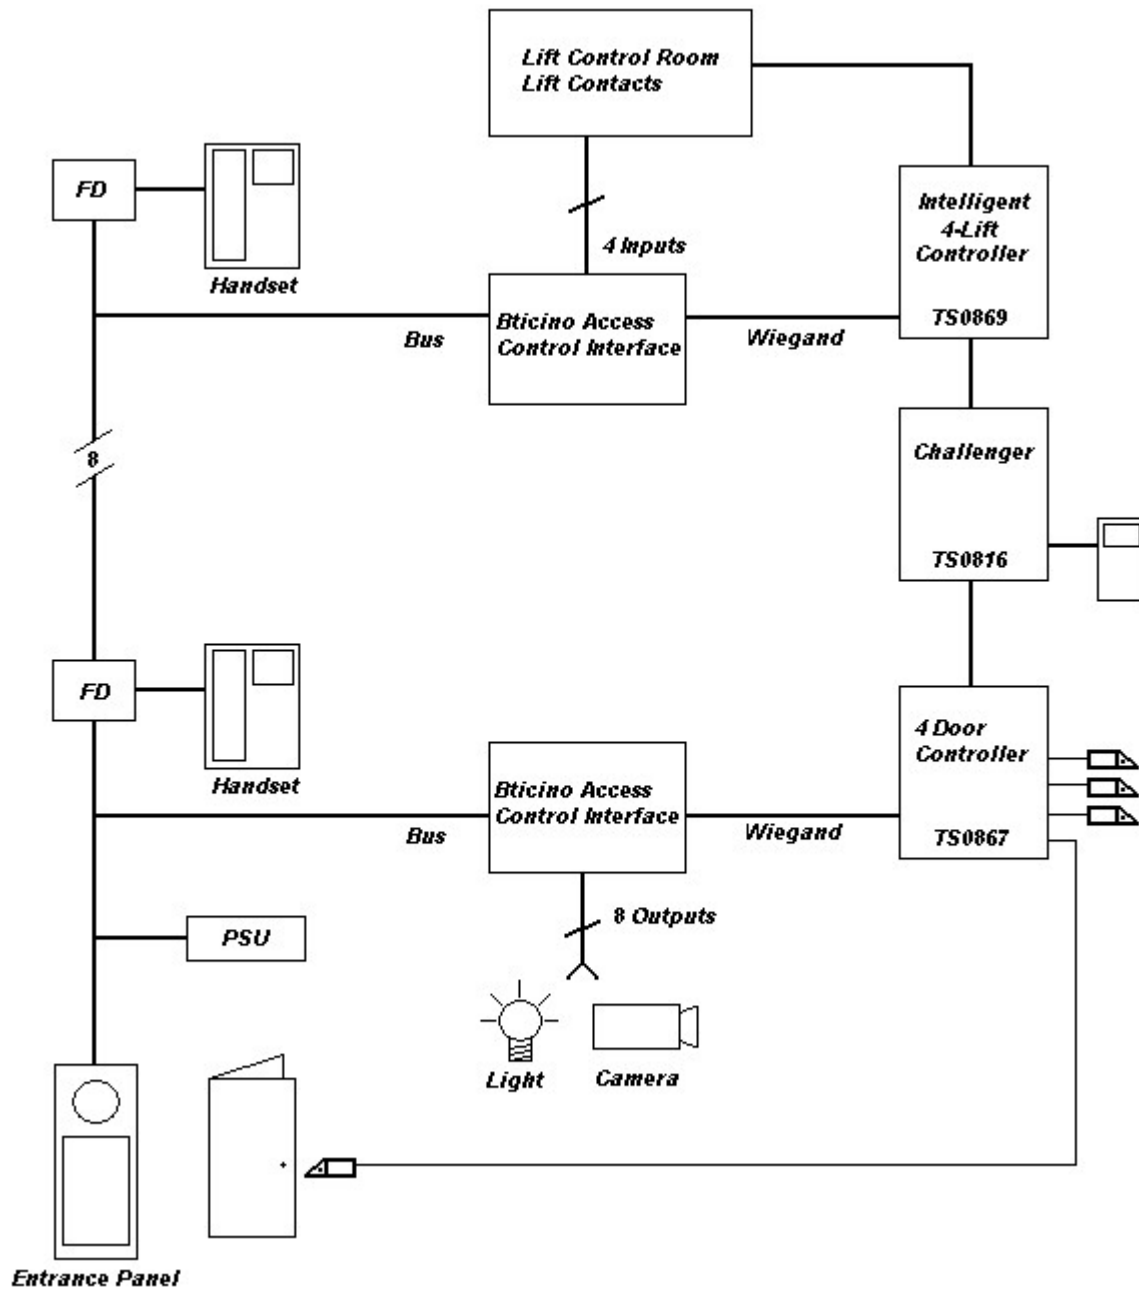 Lift Control Room
Lift Contacts
FD
Handset
4 Inputs
Intelligent
4-Lift
Controller
TS0869
Bus
Bticino Access
Control Interface
Wiegand
8
Challenger
TS0816
FD
Handset
4 Door
Controller
TS0867
Bus
Bticino Access
Control Interface
Wiegand
8 Outputs
PSU
Light
Camera
Entrance Panel